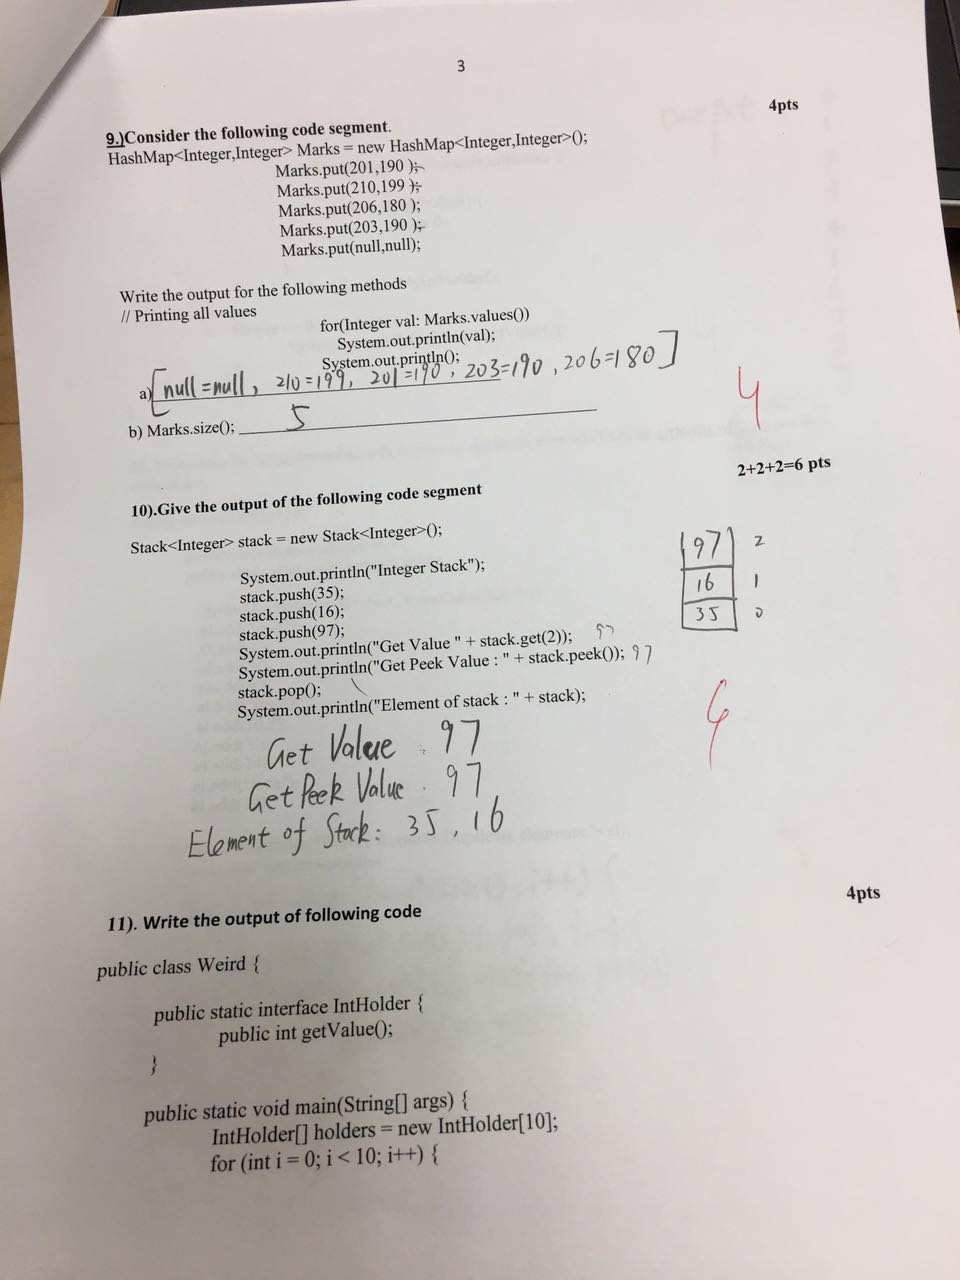 3
4pts
9.)Consider the following code segment.
HashMap<Integer,Integer> Marks = new HashMap<Integer,Integer>();
Marks.put(201,190 );
Marks.put(210,199 );
Marks.put(206,180 );
Marks.put(203,190 );
Marks.put(null,null);
Write the output for the following methods
// Printing all values
for(Integer val: Marks.values())
System.out.println(val);
System.out.println();
a) [null=null, 210=199, 201=190, 203=190, 206=180]
4
b) Marks.size(); 5
2+2+2=6 pts
10).Give the output of the following code segment
Stack<Integer> stack = new Stack<Integer>();
97 2
16 1
35 0
System.out.println("Integer Stack");
stack.push(35);
stack.push(16);
stack.push(97);
System.out.println("Get Value " + stack.get(2)); 97
System.out.println("Get Peek Value : " + stack.peek()); 97
stack.pop();
System.out.println("Element of stack : " + stack);
6
Get Value : 97
Get Peek Value . 97
Element of Stack: 35, 16
4pts
11). Write the output of following code
public class Weird {
public static interface IntHolder {
public int getValue();
}
public static void main(String[] args) {
IntHolder[] holders = new IntHolder[10];
for (int i = 0; i < 10; i++) {